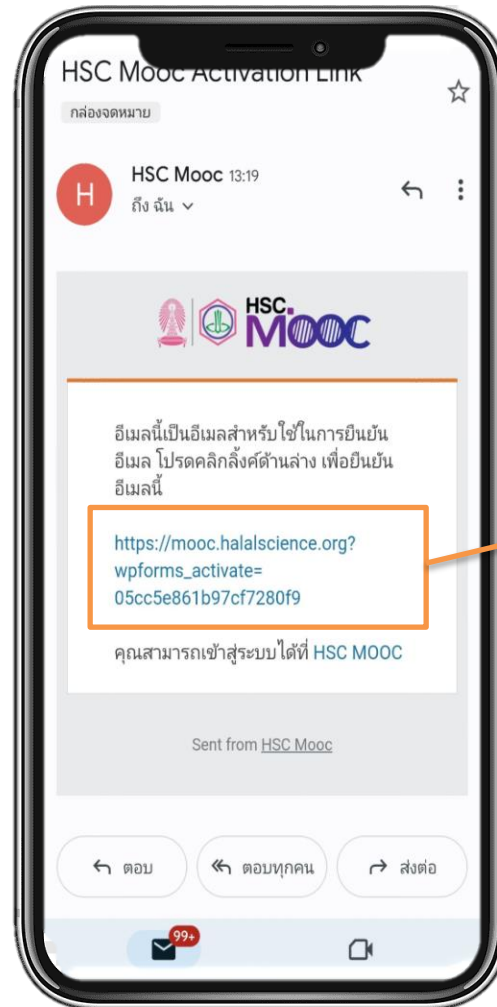 HSC Mooc Activation Link
กล่องจดหมาย
H
HSC Mooc 13:19
ถึง ฉัน
HSC
MOOC
อีเมลนี้เป็นอีเมลสำหรับใช้ในการยืนยัน
อีเมล โปรดคลิกลิ้งค์ด้านล่าง เพื่อยืนยัน
อีเมลนี้
https://mooc.halalscience.org?
wpforms_activate=
05cc5e861b97cf7280f9
คุณสามารถเข้าสู่ระบบได้ที่ HSC MOOC
Sent from HSC Mooc
ตอบ
ตอบทุกคน
ส่งต่อ
99+